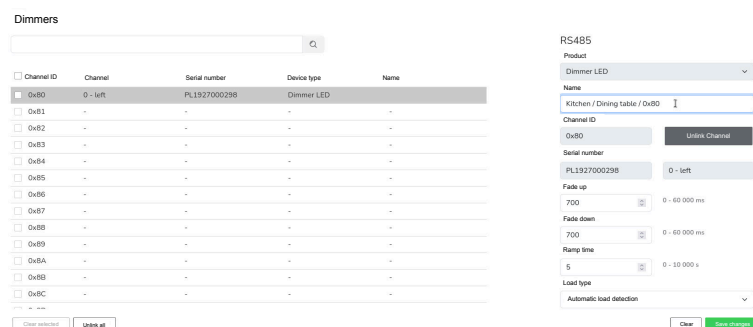 Dimmers
Channel ID Channel Serial number Device type Name
0x80 0 - left PL1927000298 Dimmer LED
0x81 - - - -
0x82 - - - -
0x83 - - - -
0x84 - - - -
0x85 - - - -
0x86 - - - -
0x87 - - - -
0x88 - - - -
0x89 - - - -
0x8A - - - -
0x8B - - - -
0x8C - - - -
Clear selected Unlink all
RS485
Product
Dimmer LED
Name
Kitchen / Dining table / 0x80
Channel ID
0x80 Unlink Channel
Serial number
PL1927000298 0 - left
Fade up
700 0 - 60 000 ms
Fade down
700 0 - 60 000 ms
Ramp time
5 0 - 10 000 s
Load type
Automatic load detection
Clear Save changes